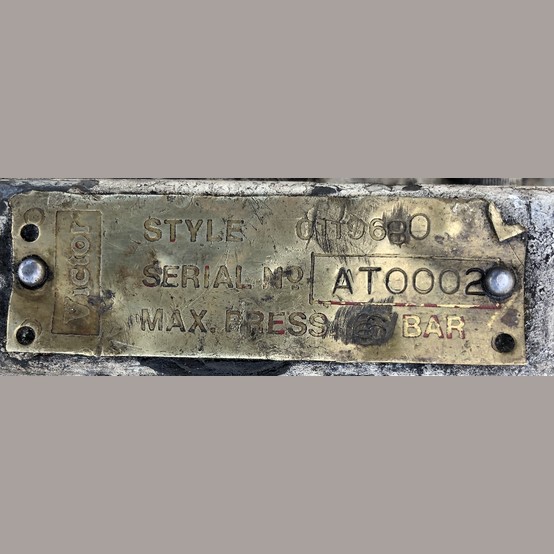 Victor
STYLE
SERIAL NO. AT0002
MAX. PRESS BAR